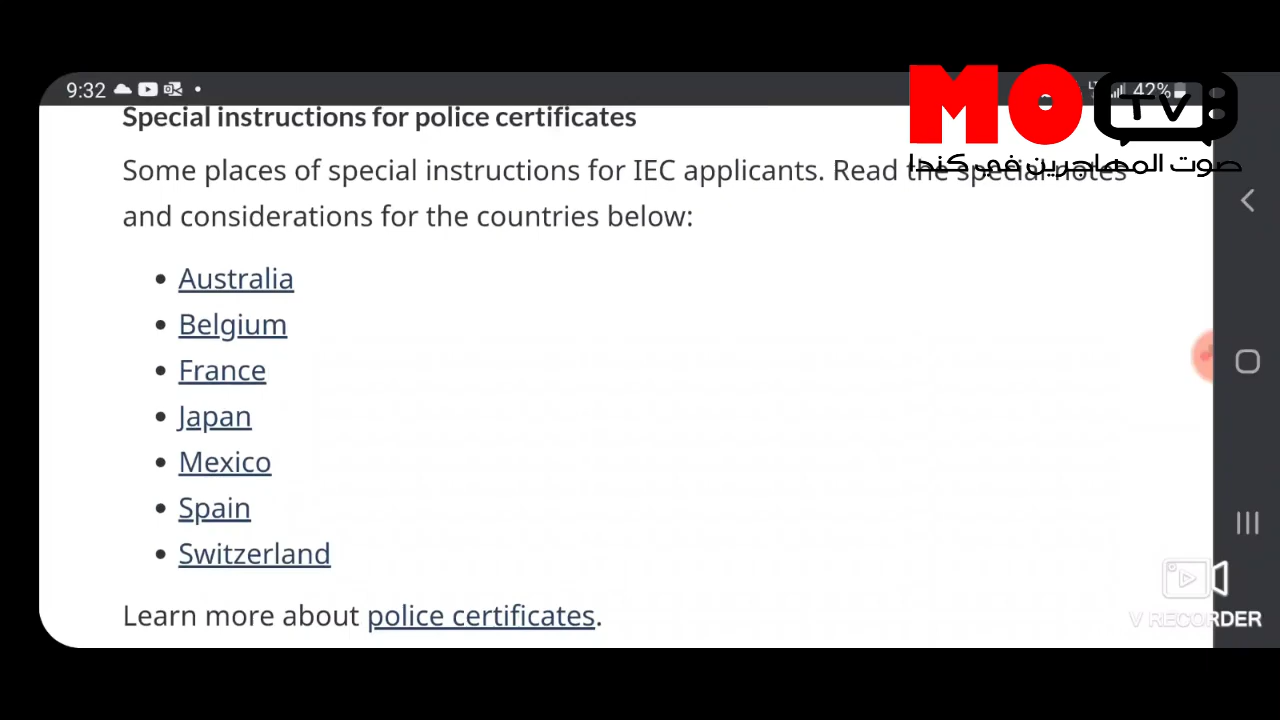 9:32
42%
MO TV
صوت المهاجرين في كندا
Special instructions for police certificates
Some places of special instructions for IEC applicants. Read the special notes
and considerations for the countries below:
• Australia
• Belgium
• France
• Japan
• Mexico
• Spain
• Switzerland
Learn more about police certificates.
V RECORDER